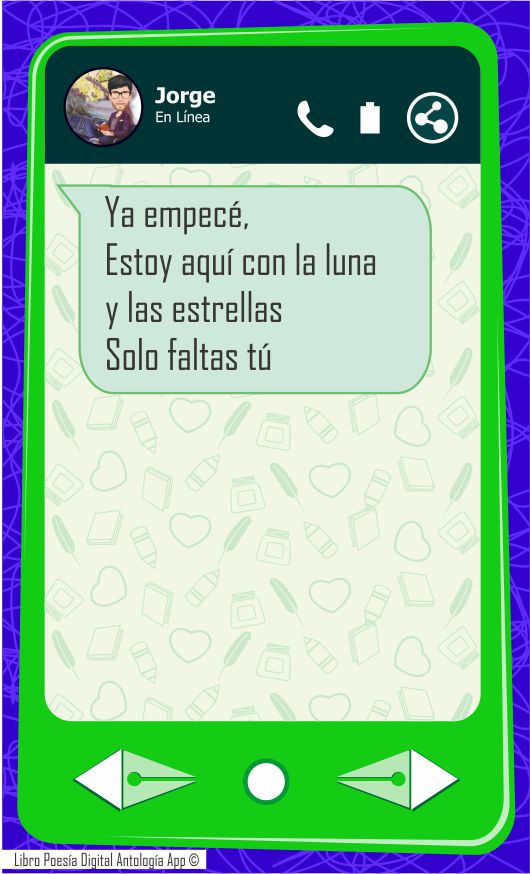 Jorge
En Línea
Ya empecé,
Estoy aquí con la luna
y las estrellas
Solo faltas tú
Libro Poesía Digital Antología App ©